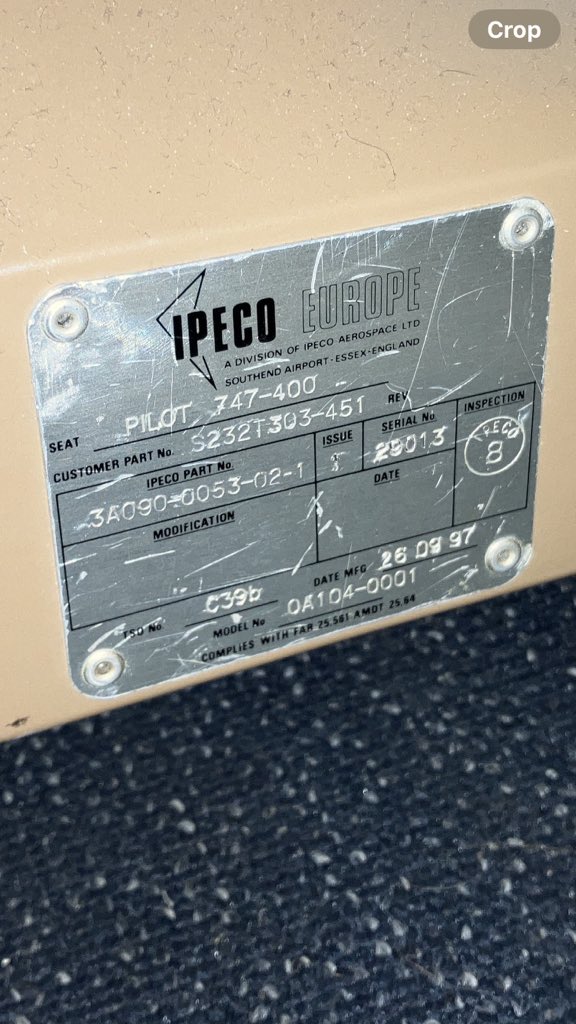 Crop
IPECO EUROPE
A DIVISION OF IPECO AEROSPACE LTD
SOUTHEND AIRPORT · ESSEX · ENGLAND
SEAT PILOT 747-400
CUSTOMER PART No. S232T303-451 REV
IPECO PART No. ISSUE SERIAL No. INSPECTION
3A090-0053-02-1 29013 IPECO 8
MODIFICATION DATE
DATE MFG 26 09 97
TSO No. C39b MODEL No 0A104-0001
COMPLIES WITH FAR 25.561 AMDT 25.64